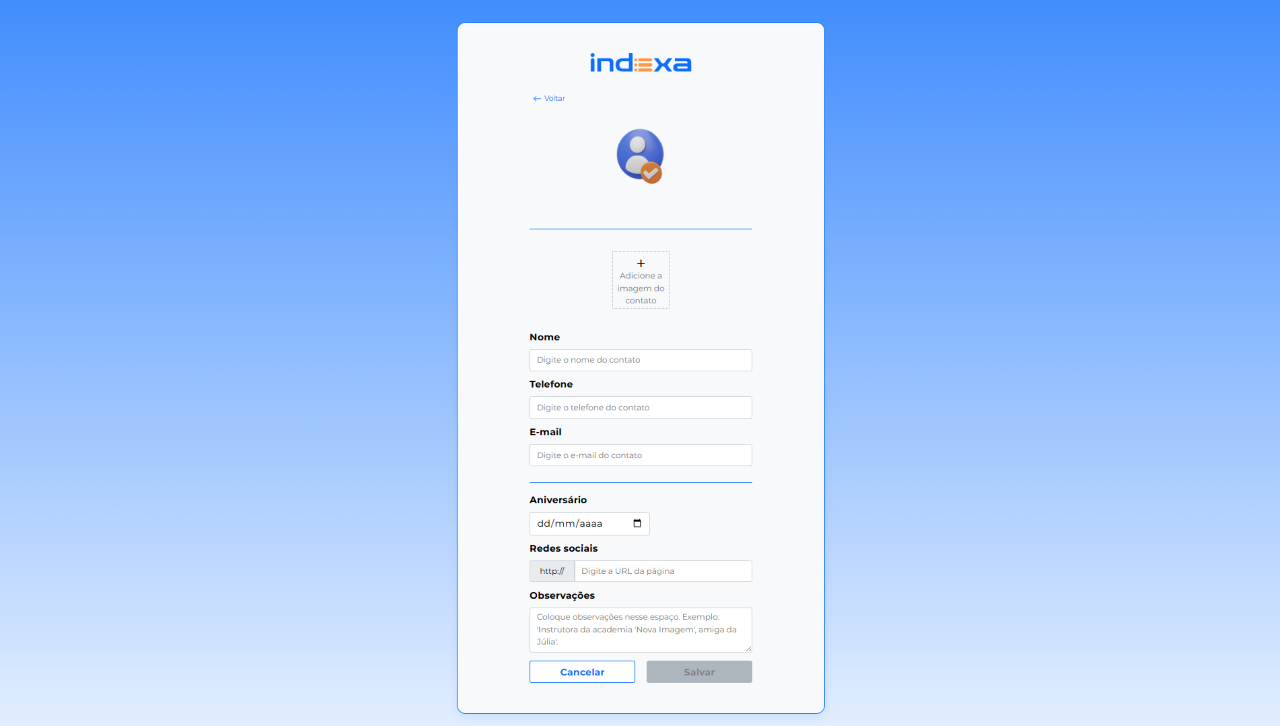 indexa
← Voltar
+
Adicione a
imagem do
contato
Nome
Digite o nome do contato
Telefone
Digite o telefone do contato
E-mail
Digite o e-mail do contato
Aniversário
dd/mm/aaaa
Redes sociais
http:// Digite a URL da página
Observações
Coloque observações nesse espaço. Exemplo:
'Instrutora da academia 'Nova Imagem', amiga da
Júlia'.
Cancelar Salvar